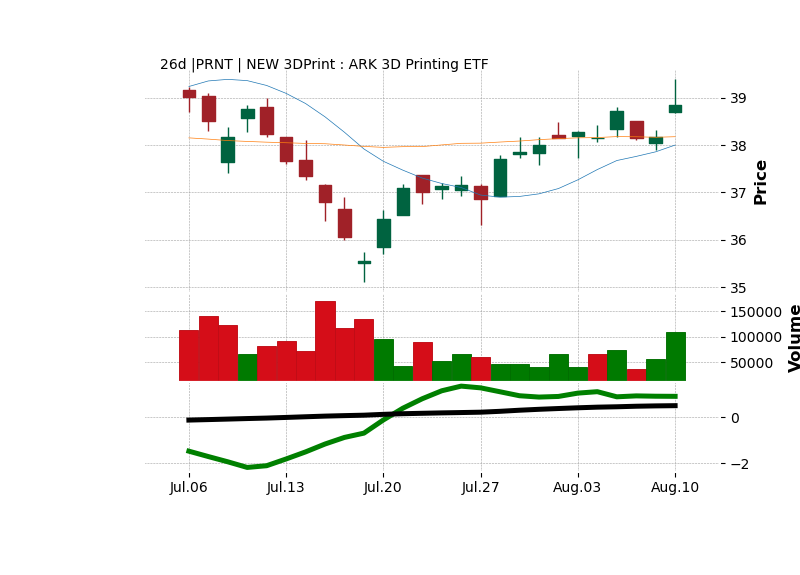 26d |PRNT | NEW 3DPrint : ARK 3D Printing ETF
39
38
37
36
35
Price
150000
100000
50000
Volume
0
−2
Jul.06 Jul.13 Jul.20 Jul.27 Aug.03 Aug.10